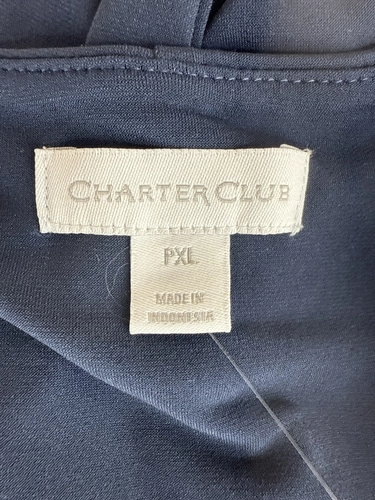 CHARTER CLUB
PXL
MADE IN
INDONESIA